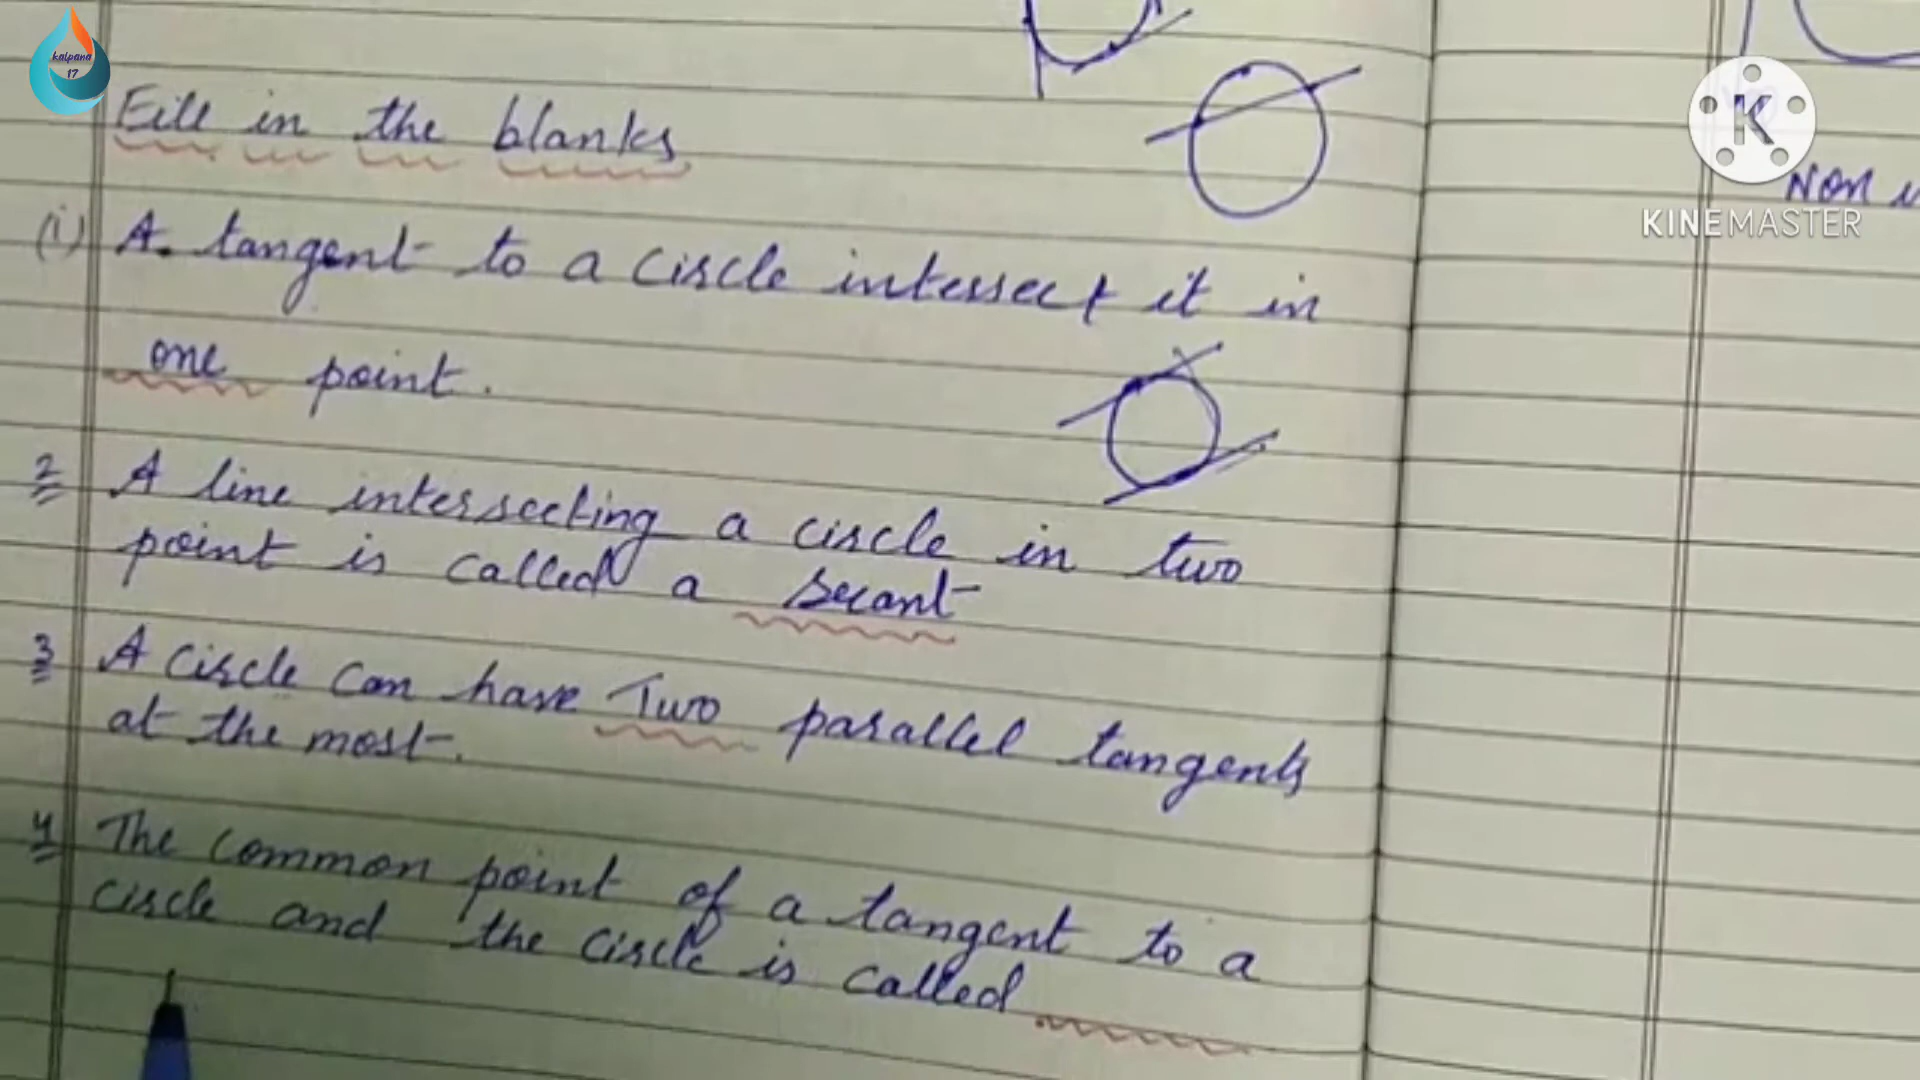 kalpana
17
Fill in the blanks
(i) A tangent to a circle intersect it in
one point.
2 A line intersecting a circle in two
point is called a secant
3 A circle can have Two parallel tangents
at the most.
4 The common point of a tangent to a
circle and the circle is called
K
KINEMASTER
Non